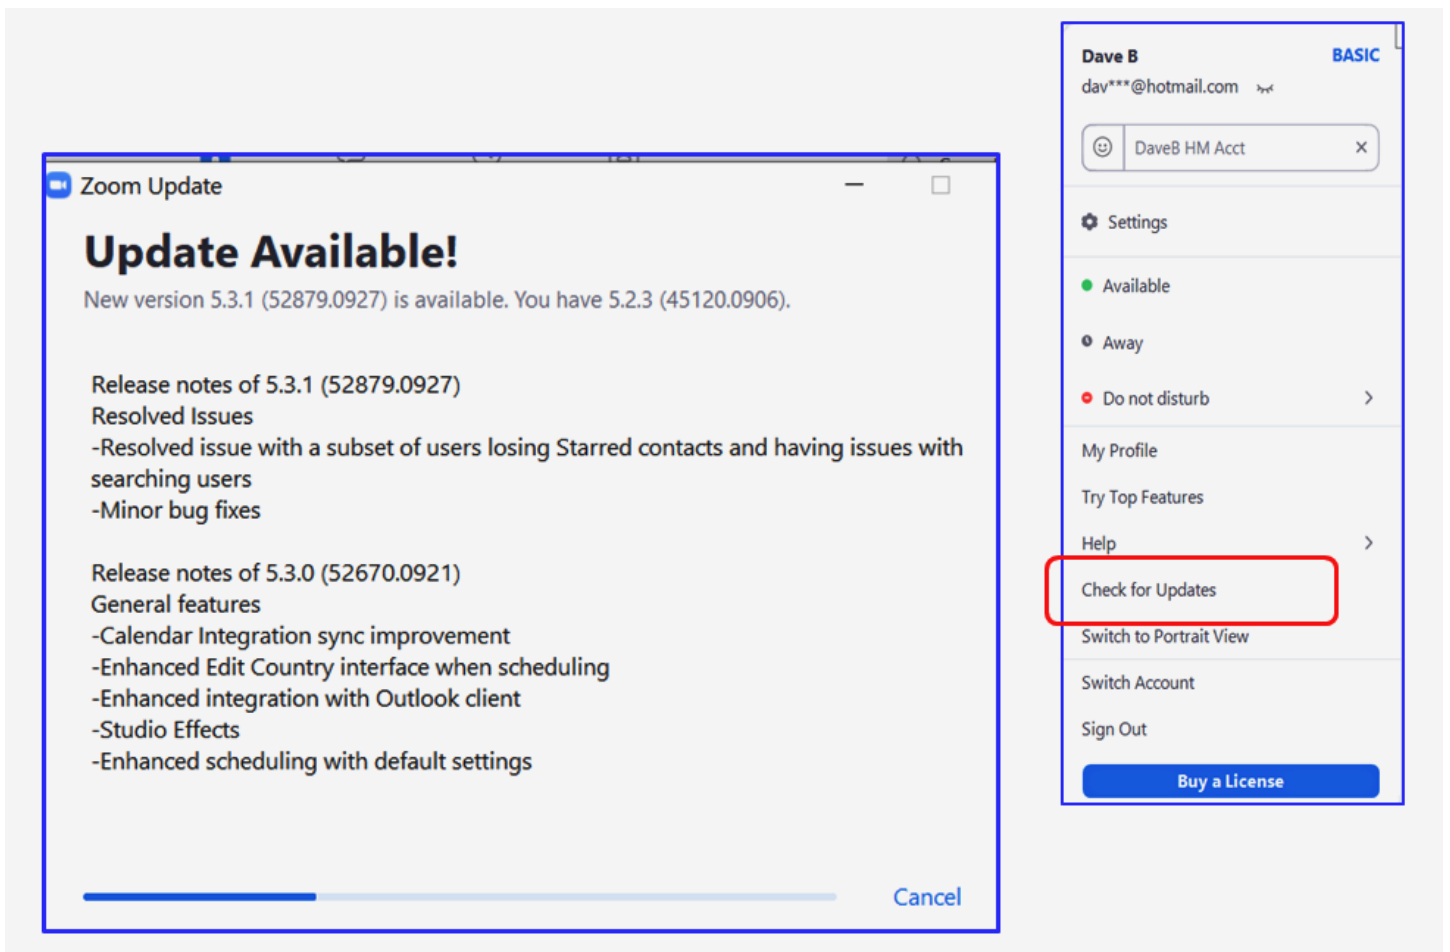 Zoom Update
Update Available!
New version 5.3.1 (52879.0927) is available. You have 5.2.3 (45120.0906).
Release notes of 5.3.1 (52879.0927)
Resolved Issues
-Resolved issue with a subset of users losing Starred contacts and having issues with
searching users
-Minor bug fixes
Release notes of 5.3.0 (52670.0921)
General features
-Calendar Integration sync improvement
-Enhanced Edit Country interface when scheduling
-Enhanced integration with Outlook client
-Studio Effects
-Enhanced scheduling with default settings
Cancel
Dave B BASIC
dav***@hotmail.com
DaveB HM Acct
Settings
Available
Away
Do not disturb
My Profile
Try Top Features
Help
Check for Updates
Switch to Portrait View
Switch Account
Sign Out
Buy a License